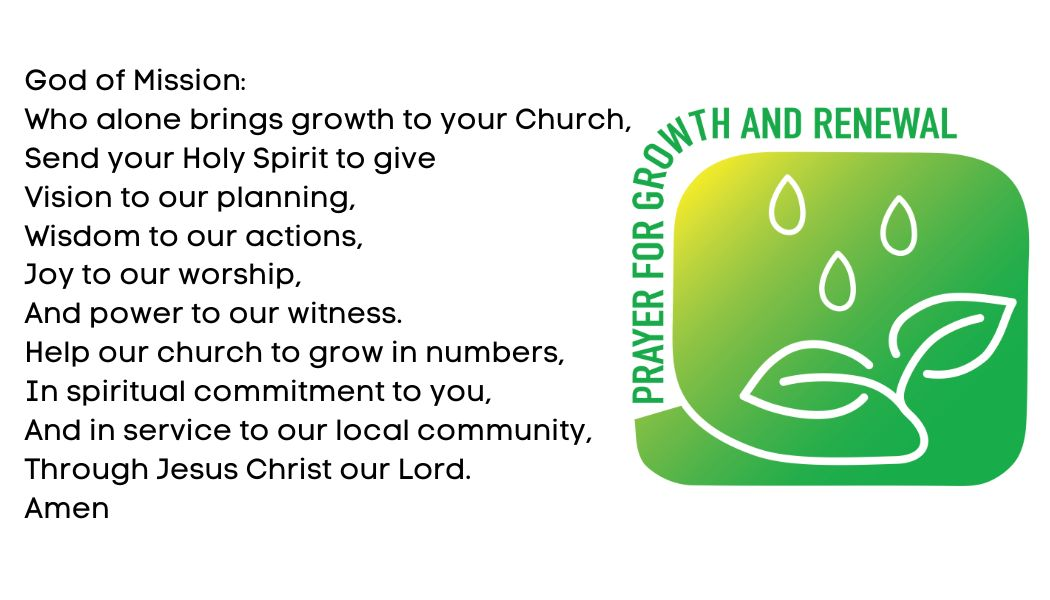 God of Mission:
Who alone brings growth to your Church,
Send your Holy Spirit to give
Vision to our planning,
Wisdom to our actions,
Joy to our worship,
And power to our witness.
Help our church to grow in numbers,
In spiritual commitment to you,
And in service to our local community,
Through Jesus Christ our Lord.
Amen
PRAYER FOR GROWTH AND RENEWAL